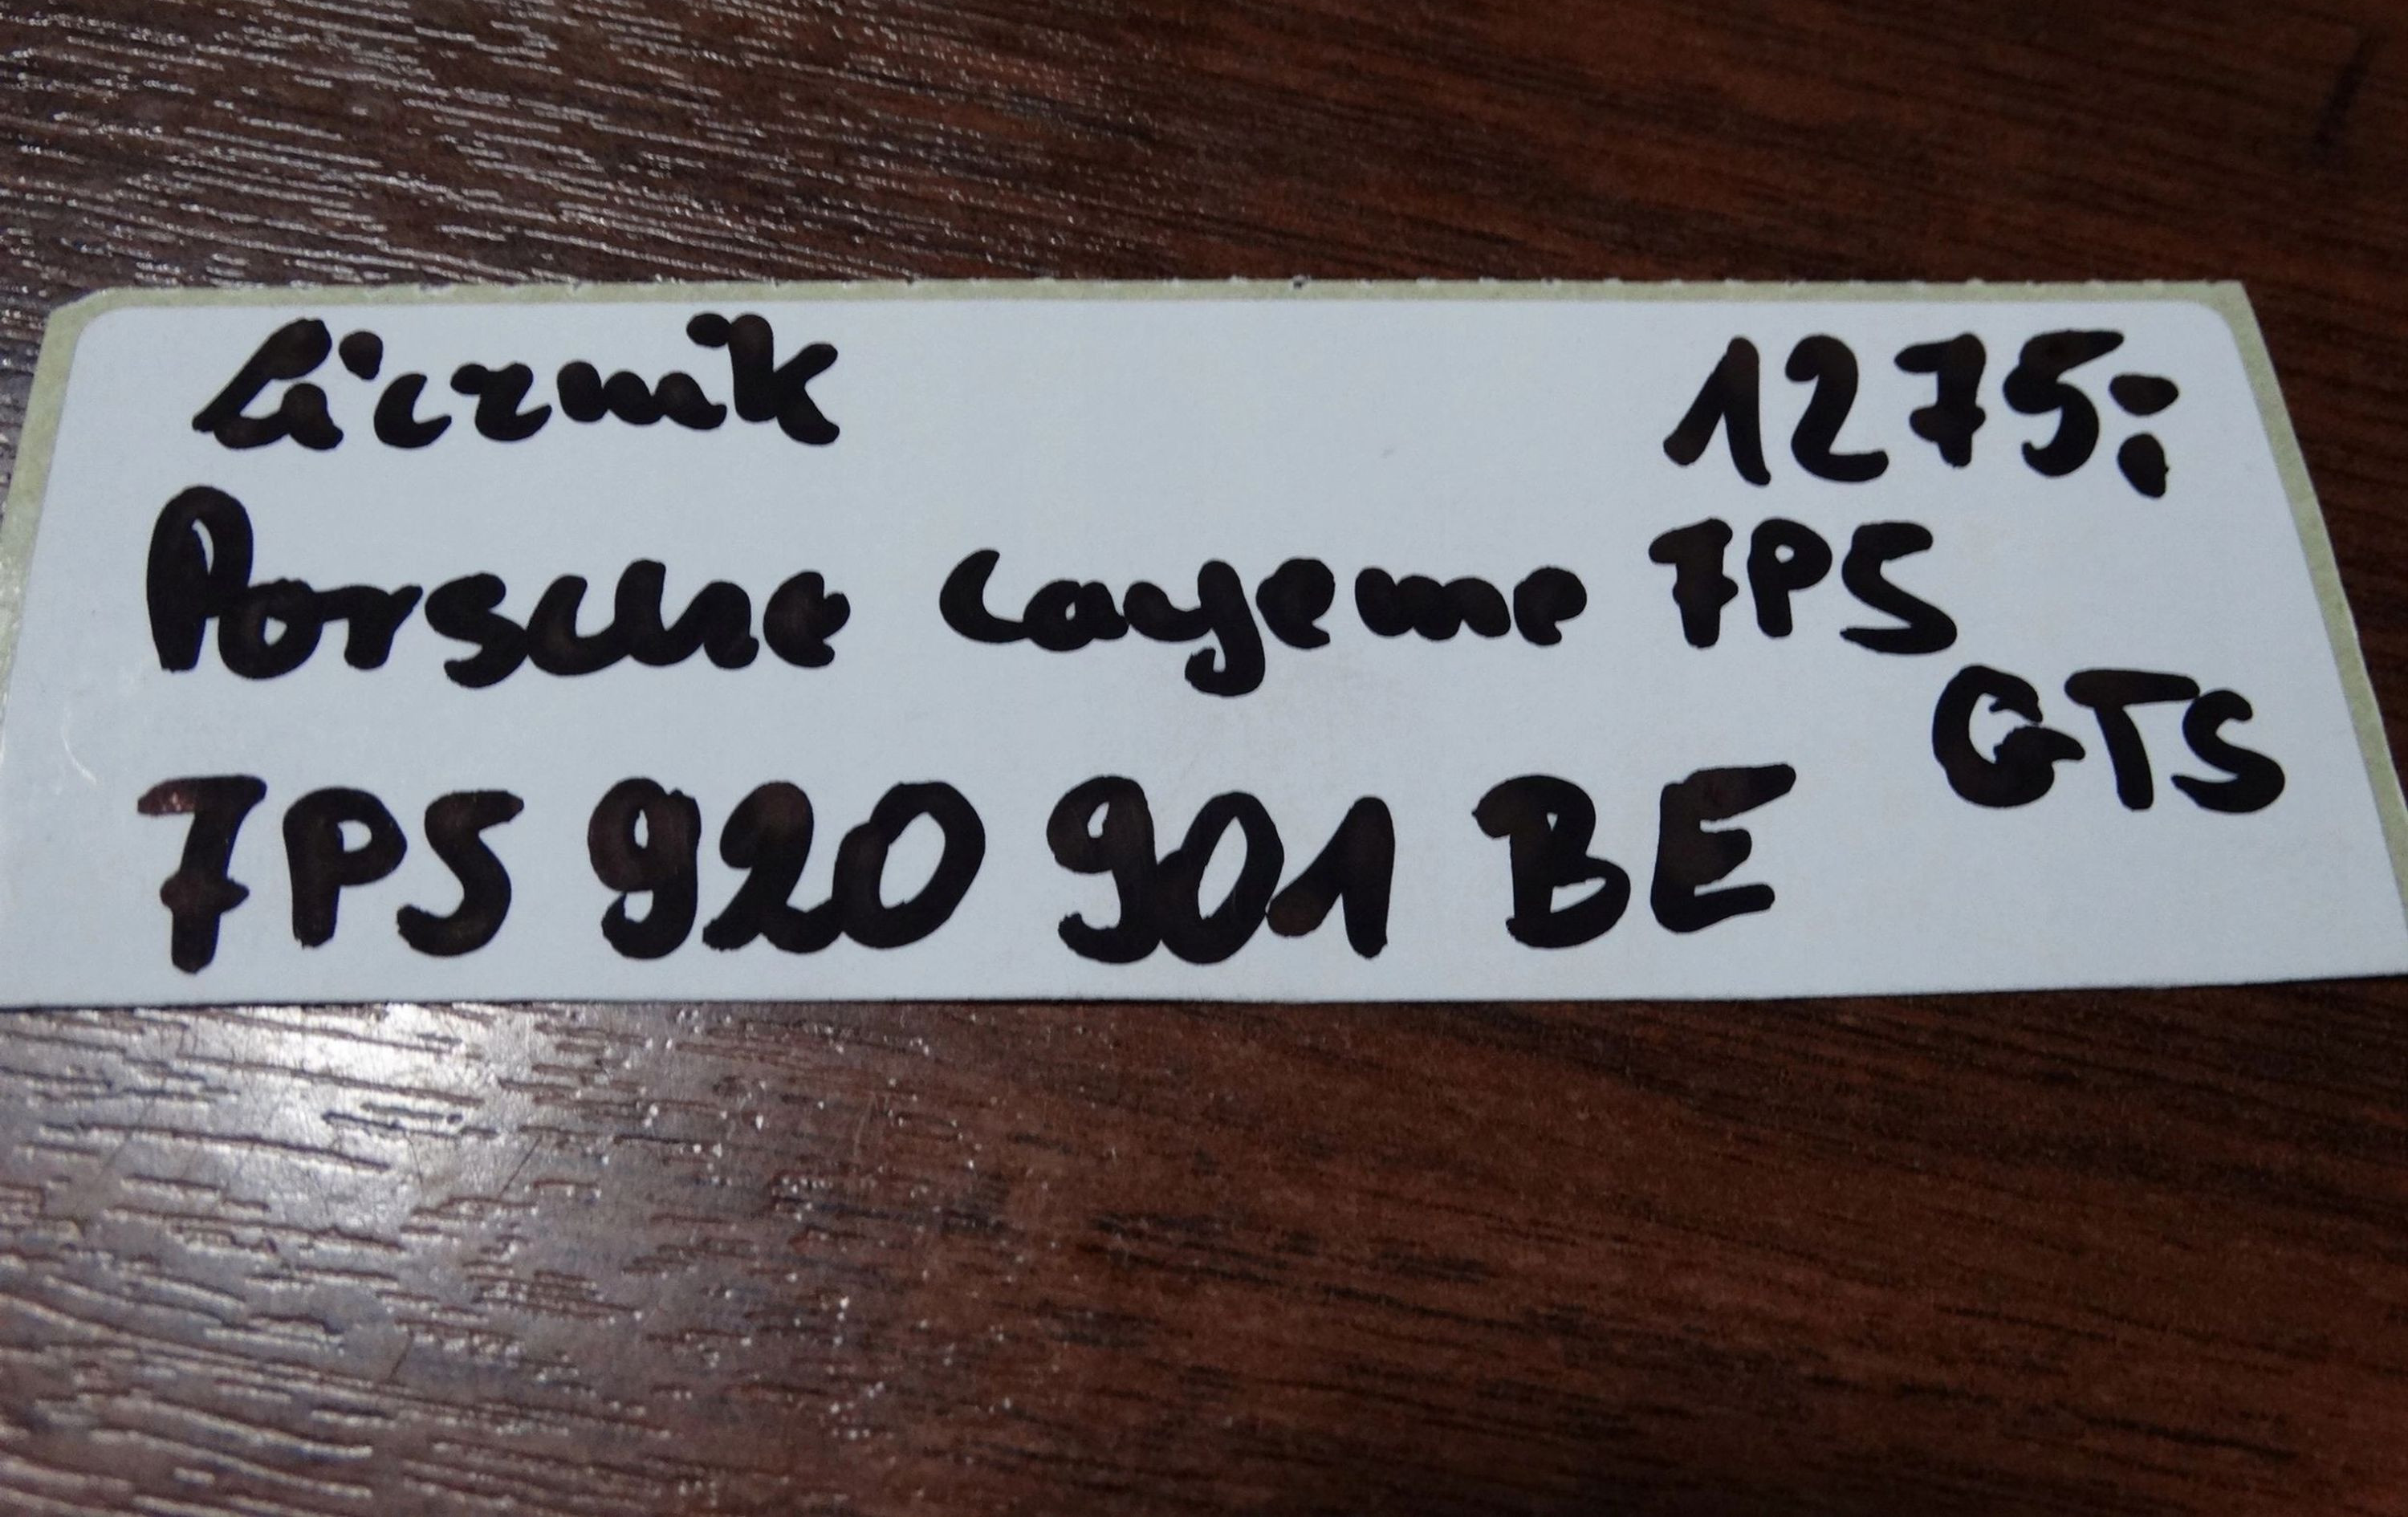 Licznik 1275:
Porsche cayenne 7P5
GTS
7P5 920 901 BE